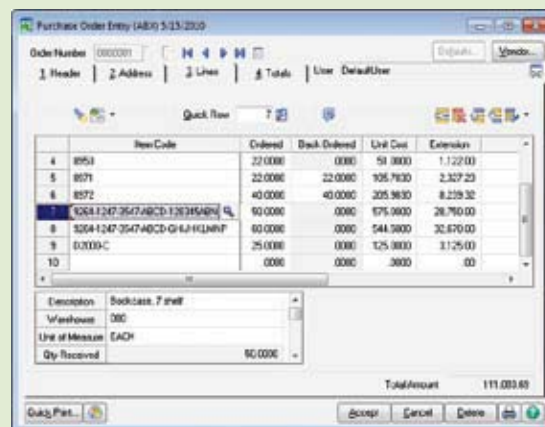 Purchase Order Entry (ABX) 5/13/2010
Order Number 0000001 Defaults... Vendor...
1 Header 2 Address 3 Lines 4 Totals User DefaultUser
Quick Row 7
Item Code Ordered Back Ordered Unit Cost Extension
4 8953 22.0000 .0000 51.0000 1,122.00
5 8971 22.0000 22.0000 105.7830 2,327.23
6 8972 40.0000 40.0000 205.9830 8,239.32
7 50.0000 .0000 575.0000 28,750.00
8 60.0000 .0000 544.5000 32,670.00
9 D2000-C 25.0000 .0000 125.0000 3,125.00
10 .0000 .0000 .0000 .00
Description Bookcase, 7 shelf
Warehouse 000
Unit of Measure EACH
Qty Received 50.0000
Total Amount
Quick Print... Accept Cancel Delete